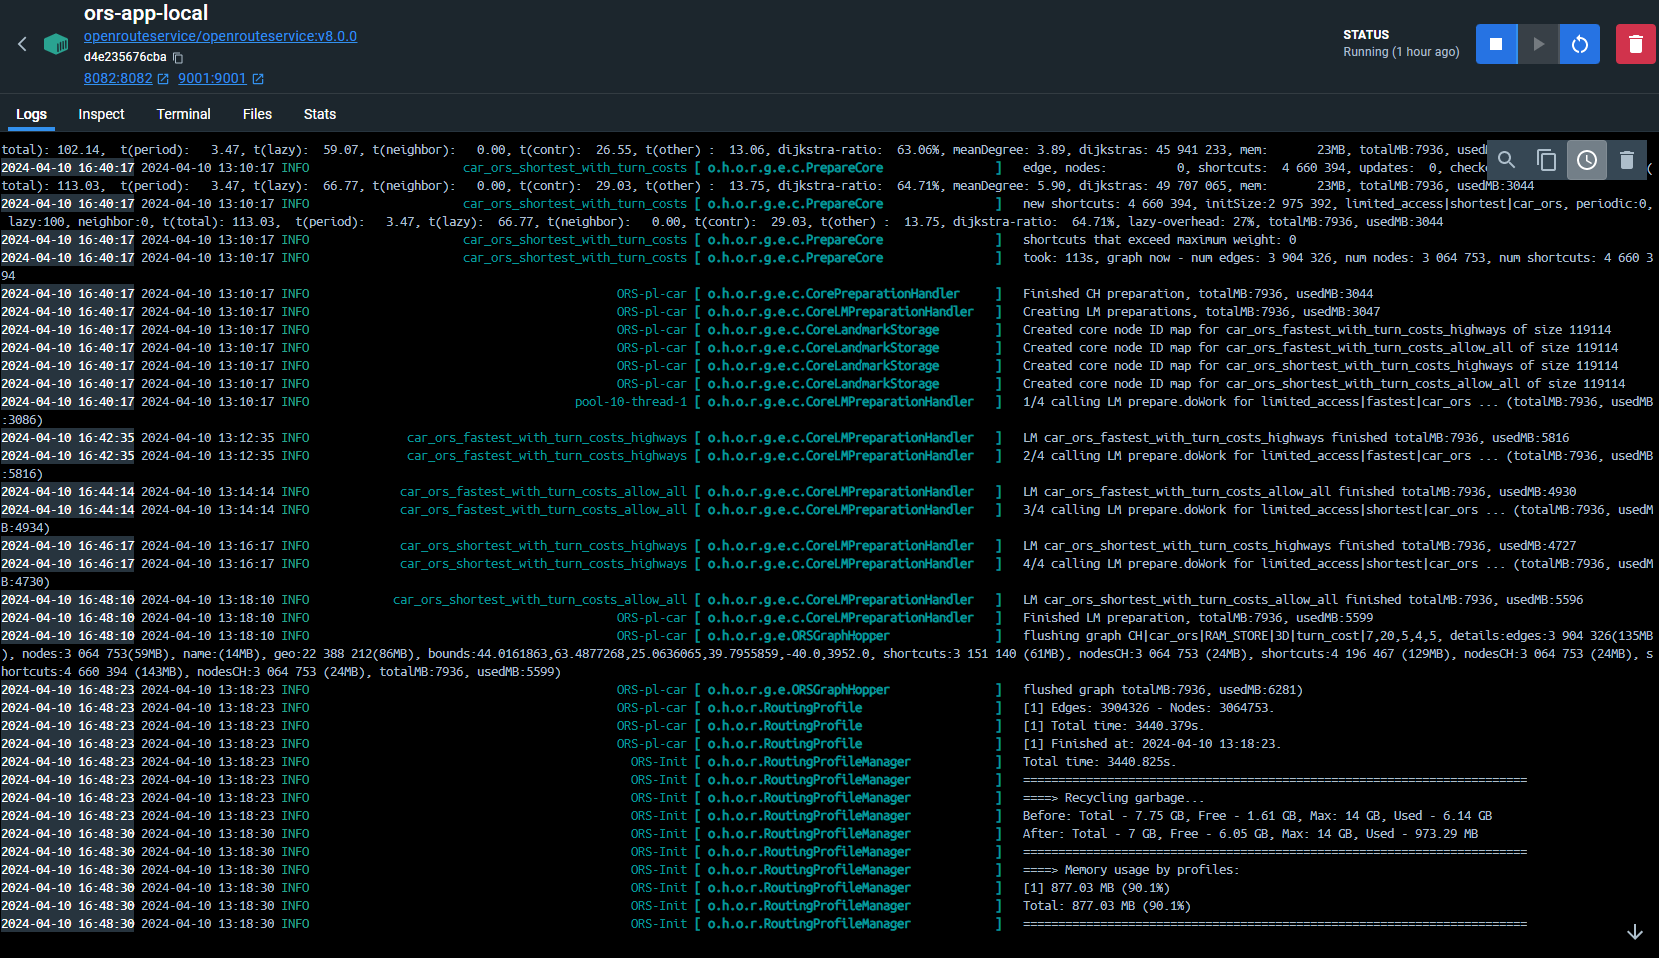 ors-app-local
openrouteservice/openrouteservice:v8.0.0
d4e235676cba
8082:8082 9001:9001
STATUS
Running (1 hour ago)
Logs Inspect Terminal Files Stats
total): 102.14, t(period): 3.47, t(lazy): 59.07, t(neighbor): 0.00, t(contr): 26.55, t(other) : 13.06, dijkstra-ratio: 63.06%, meanDegree: 3.89, dijkstras: 45 941 233, mem: 23MB, totalMB:7936, usedM
2024-04-10 16:40:17 2024-04-10 13:10:17 INFO car_ors_shortest_with_turn_costs [ o.h.o.r.g.e.c.PrepareCore ] edge, nodes: 0, shortcuts: 4 660 394, updates: 0, checke (
total): 113.03, t(period): 3.47, t(lazy): 66.77, t(neighbor): 0.00, t(contr): 29.03, t(other) : 13.75, dijkstra-ratio: 64.71%, meanDegree: 5.90, dijkstras: 49 707 065, mem: 23MB, totalMB:7936, usedMB:3044
2024-04-10 16:40:17 2024-04-10 13:10:17 INFO car_ors_shortest_with_turn_costs [ o.h.o.r.g.e.c.PrepareCore ] new shortcuts: 4 660 394, initSize:2 975 392, limited_access|shortest|car_ors, periodic:0,
lazy:100, neighbor:0, t(total): 113.03, t(period): 3.47, t(lazy): 66.77, t(neighbor): 0.00, t(contr): 29.03, t(other) : 13.75, dijkstra-ratio: 64.71%, lazy-overhead: 27%, totalMB:7936, usedMB:3044
2024-04-10 16:40:17 2024-04-10 13:10:17 INFO car_ors_shortest_with_turn_costs [ o.h.o.r.g.e.c.PrepareCore ] shortcuts that exceed maximum weight: 0
2024-04-10 16:40:17 2024-04-10 13:10:17 INFO car_ors_shortest_with_turn_costs [ o.h.o.r.g.e.c.PrepareCore ] took: 113s, graph now - num edges: 3 904 326, num nodes: 3 064 753, num shortcuts: 4 660 3
94
2024-04-10 16:40:17 2024-04-10 13:10:17 INFO ORS-pl-car [ o.h.o.r.g.e.c.CorePreparationHandler ] Finished CH preparation, totalMB:7936, usedMB:3044
2024-04-10 16:40:17 2024-04-10 13:10:17 INFO ORS-pl-car [ o.h.o.r.g.e.c.CoreLMPreparationHandler ] Creating LM preparations, totalMB:7936, usedMB:3047
2024-04-10 16:40:17 2024-04-10 13:10:17 INFO ORS-pl-car [ o.h.o.r.g.e.c.CoreLandmarkStorage ] Created core node ID map for car_ors_fastest_with_turn_costs_highways of size 119114
2024-04-10 16:40:17 2024-04-10 13:10:17 INFO ORS-pl-car [ o.h.o.r.g.e.c.CoreLandmarkStorage ] Created core node ID map for car_ors_fastest_with_turn_costs_allow_all of size 119114
2024-04-10 16:40:17 2024-04-10 13:10:17 INFO ORS-pl-car [ o.h.o.r.g.e.c.CoreLandmarkStorage ] Created core node ID map for car_ors_shortest_with_turn_costs_highways of size 119114
2024-04-10 16:40:17 2024-04-10 13:10:17 INFO ORS-pl-car [ o.h.o.r.g.e.c.CoreLandmarkStorage ] Created core node ID map for car_ors_shortest_with_turn_costs_allow_all of size 119114
2024-04-10 16:40:17 2024-04-10 13:10:17 INFO pool-10-thread-1 [ o.h.o.r.g.e.c.CoreLMPreparationHandler ] 1/4 calling LM prepare.doWork for limited_access|fastest|car_ors ... (totalMB:7936, usedMB
:3086)
2024-04-10 16:42:35 2024-04-10 13:12:35 INFO car_ors_fastest_with_turn_costs_highways [ o.h.o.r.g.e.c.CoreLMPreparationHandler ] LM car_ors_fastest_with_turn_costs_highways finished totalMB:7936, usedMB:5816
2024-04-10 16:42:35 2024-04-10 13:12:35 INFO car_ors_fastest_with_turn_costs_highways [ o.h.o.r.g.e.c.CoreLMPreparationHandler ] 2/4 calling LM prepare.doWork for limited_access|fastest|car_ors ... (totalMB:7936, usedMB
:5816)
2024-04-10 16:44:14 2024-04-10 13:14:14 INFO car_ors_fastest_with_turn_costs_allow_all [ o.h.o.r.g.e.c.CoreLMPreparationHandler ] LM car_ors_fastest_with_turn_costs_allow_all finished totalMB:7936, usedMB:4930
2024-04-10 16:44:14 2024-04-10 13:14:14 INFO car_ors_fastest_with_turn_costs_allow_all [ o.h.o.r.g.e.c.CoreLMPreparationHandler ] 3/4 calling LM prepare.doWork for limited_access|shortest|car_ors ... (totalMB:7936, usedM
B:4934)
2024-04-10 16:46:17 2024-04-10 13:16:17 INFO car_ors_shortest_with_turn_costs_highways [ o.h.o.r.g.e.c.CoreLMPreparationHandler ] LM car_ors_shortest_with_turn_costs_highways finished totalMB:7936, usedMB:4727
2024-04-10 16:46:17 2024-04-10 13:16:17 INFO car_ors_shortest_with_turn_costs_highways [ o.h.o.r.g.e.c.CoreLMPreparationHandler ] 4/4 calling LM prepare.doWork for limited_access|shortest|car_ors ... (totalMB:7936, usedM
B:4730)
2024-04-10 16:48:10 2024-04-10 13:18:10 INFO car_ors_shortest_with_turn_costs_allow_all [ o.h.o.r.g.e.c.CoreLMPreparationHandler ] LM car_ors_shortest_with_turn_costs_allow_all finished totalMB:7936, usedMB:5596
2024-04-10 16:48:10 2024-04-10 13:18:10 INFO ORS-pl-car [ o.h.o.r.g.e.c.CoreLMPreparationHandler ] Finished LM preparation, totalMB:7936, usedMB:5599
2024-04-10 16:48:10 2024-04-10 13:18:10 INFO ORS-pl-car [ o.h.o.r.g.e.ORSGraphHopper ] flushing graph CH|car_ors|RAM_STORE|3D|turn_cost|7,20,5,4,5, details:edges:3 904 326(135MB
), nodes:3 064 753(59MB), name:(14MB), geo:22 388 212(86MB), bounds:44.0161863,63.4877268,25.0636065,39.7955859,-40.0,3952.0, shortcuts:3 151 140 (61MB), nodesCH:3 064 753 (24MB), shortcuts:4 196 467 (129MB), nodesCH:3 064 753 (24MB), s
hortcuts:4 660 394 (143MB), nodesCH:3 064 753 (24MB), totalMB:7936, usedMB:5599)
2024-04-10 16:48:23 2024-04-10 13:18:23 INFO ORS-pl-car [ o.h.o.r.g.e.ORSGraphHopper ] flushed graph totalMB:7936, usedMB:6281)
2024-04-10 16:48:23 2024-04-10 13:18:23 INFO ORS-pl-car [ o.h.o.r.RoutingProfile ] [1] Edges: 3904326 - Nodes: 3064753.
2024-04-10 16:48:23 2024-04-10 13:18:23 INFO ORS-pl-car [ o.h.o.r.RoutingProfile ] [1] Total time: 3440.379s.
2024-04-10 16:48:23 2024-04-10 13:18:23 INFO ORS-pl-car [ o.h.o.r.RoutingProfile ] [1] Finished at: 2024-04-10 13:18:23.
2024-04-10 16:48:23 2024-04-10 13:18:23 INFO ORS-Init [ o.h.o.r.RoutingProfileManager ] Total time: 3440.825s.
2024-04-10 16:48:23 2024-04-10 13:18:23 INFO ORS-Init [ o.h.o.r.RoutingProfileManager ] ========================================================================
2024-04-10 16:48:23 2024-04-10 13:18:23 INFO ORS-Init [ o.h.o.r.RoutingProfileManager ] ====> Recycling garbage...
2024-04-10 16:48:23 2024-04-10 13:18:23 INFO ORS-Init [ o.h.o.r.RoutingProfileManager ] Before: Total - 7.75 GB, Free - 1.61 GB, Max: 14 GB, Used - 6.14 GB
2024-04-10 16:48:30 2024-04-10 13:18:30 INFO ORS-Init [ o.h.o.r.RoutingProfileManager ] After: Total - 7 GB, Free - 6.05 GB, Max: 14 GB, Used - 973.29 MB
2024-04-10 16:48:30 2024-04-10 13:18:30 INFO ORS-Init [ o.h.o.r.RoutingProfileManager ] ========================================================================
2024-04-10 16:48:30 2024-04-10 13:18:30 INFO ORS-Init [ o.h.o.r.RoutingProfileManager ] ====> Memory usage by profiles:
2024-04-10 16:48:30 2024-04-10 13:18:30 INFO ORS-Init [ o.h.o.r.RoutingProfileManager ] [1] 877.03 MB (90.1%)
2024-04-10 16:48:30 2024-04-10 13:18:30 INFO ORS-Init [ o.h.o.r.RoutingProfileManager ] Total: 877.03 MB (90.1%)
2024-04-10 16:48:30 2024-04-10 13:18:30 INFO ORS-Init [ o.h.o.r.RoutingProfileManager ] ========================================================================